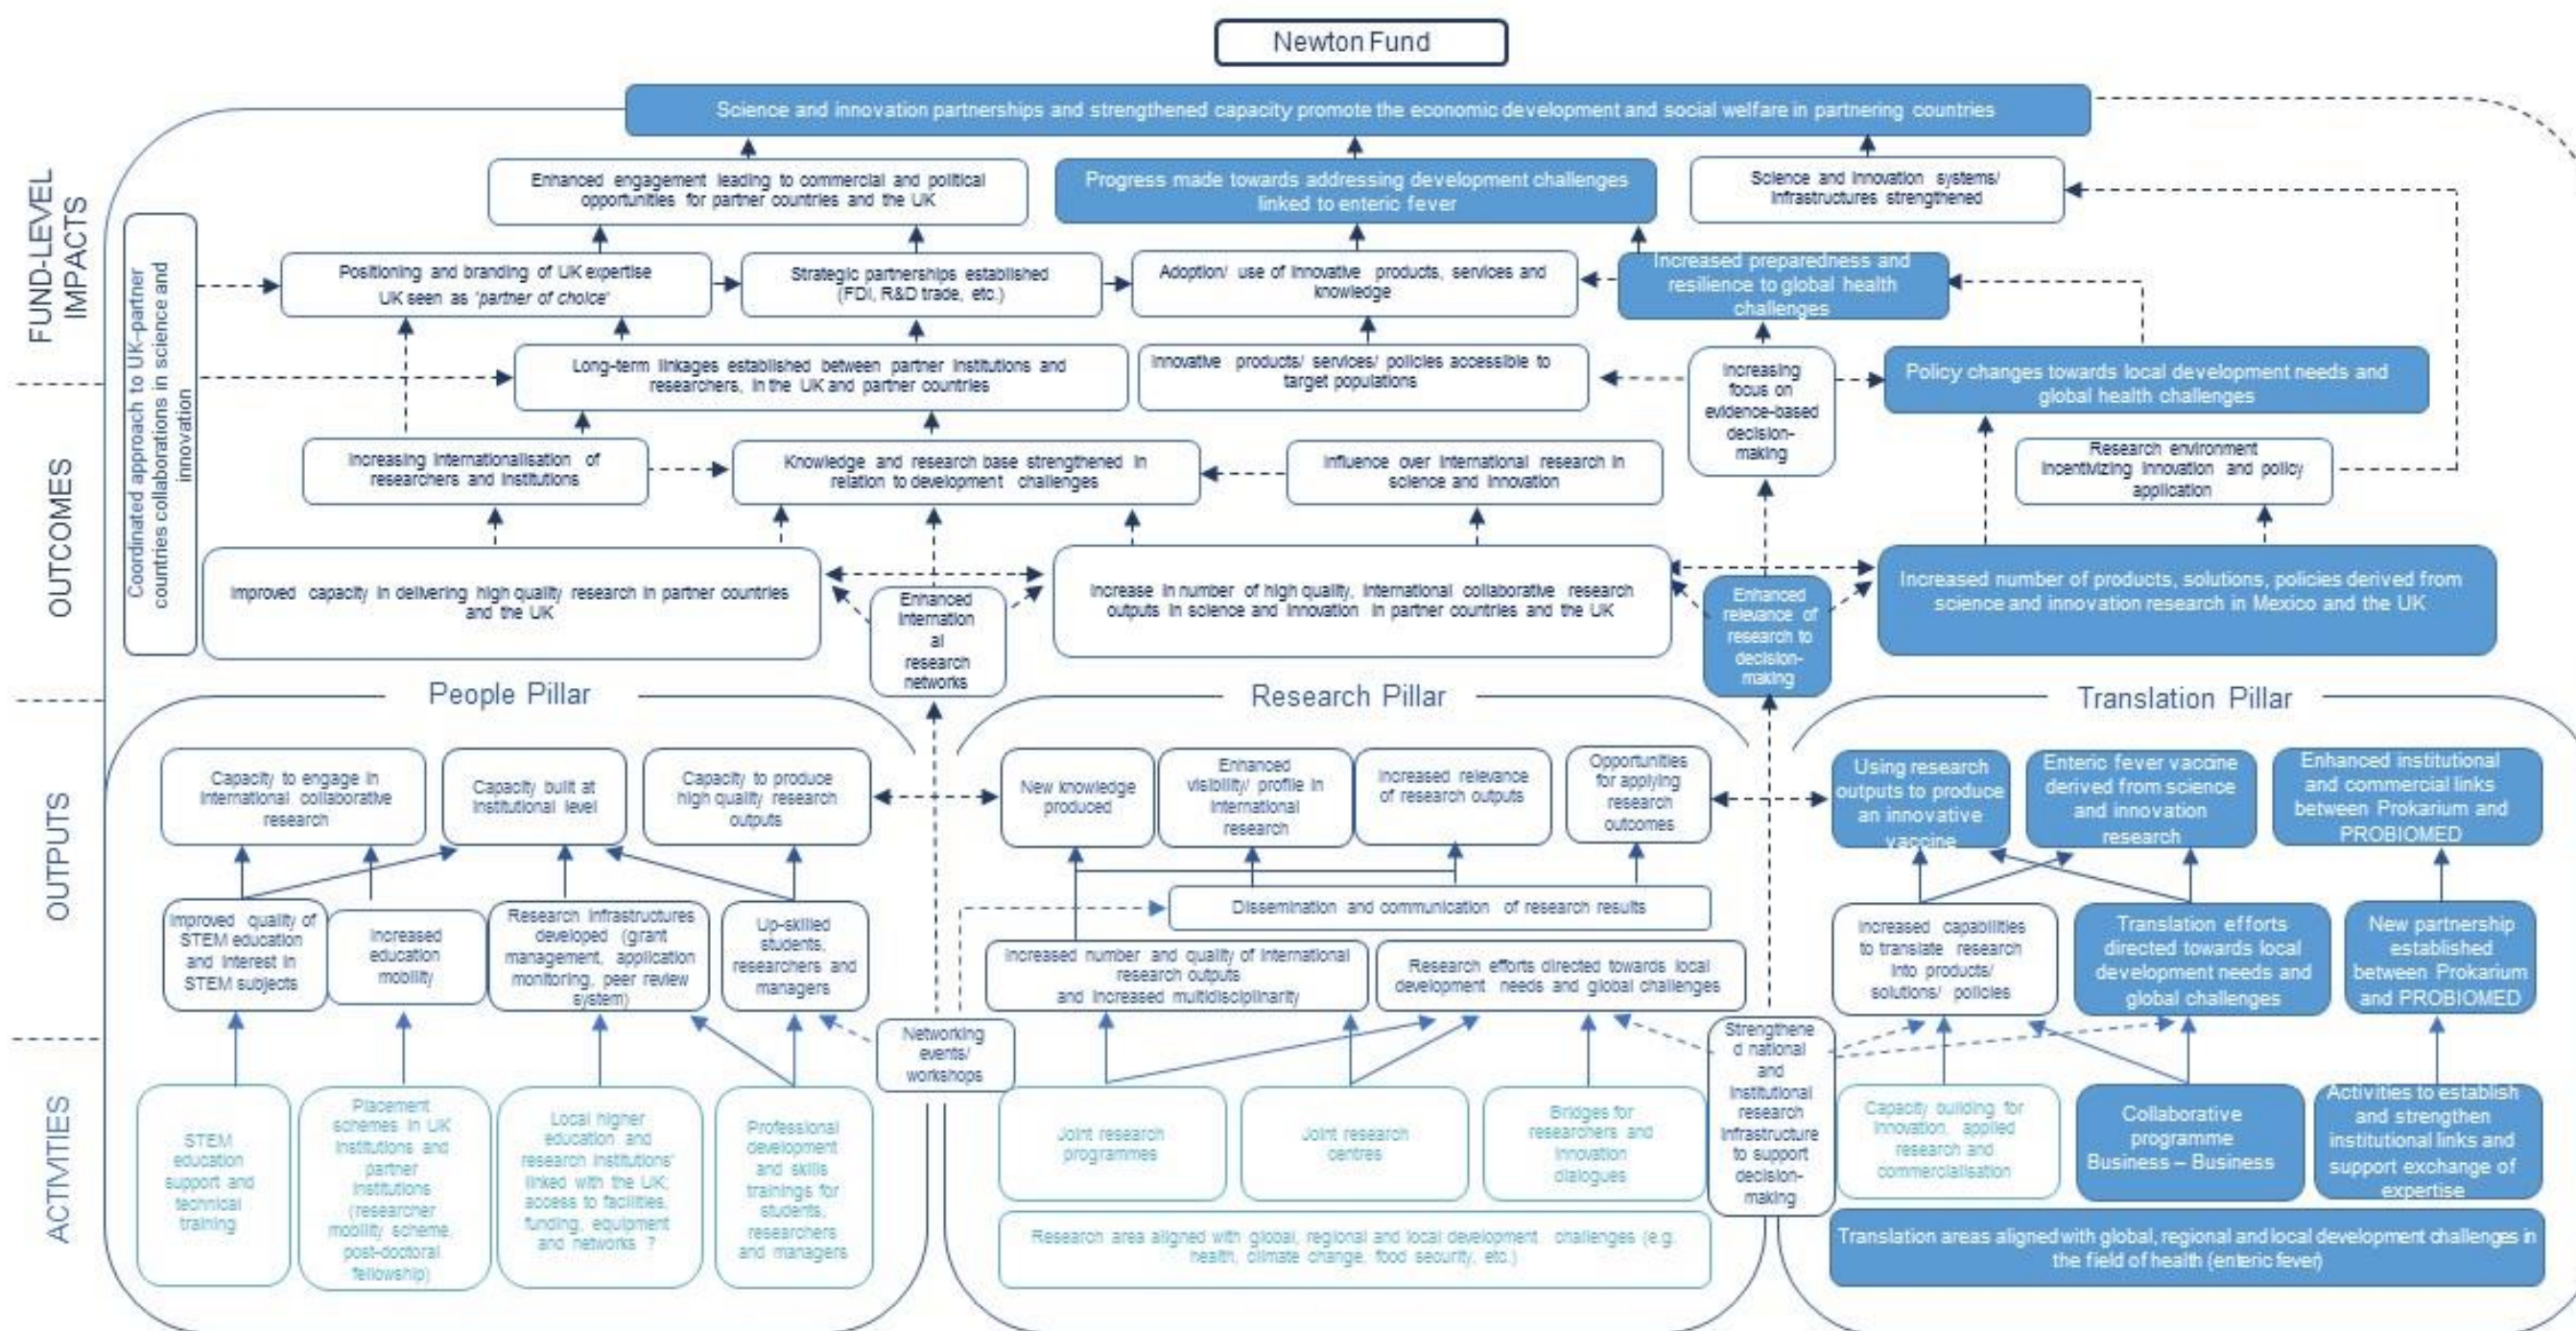 Newton Fund
Science and innovation partnerships and strengthened capacity promote the economic development and social welfare in partnering countries
FUND-LEVEL
IMPACTS
Enhanced engagement leading to commercial and political
opportunities for partner countries and the UK
Progress made towards addressing development challenges
linked to enteric fever
Science and innovation systems/
infrastructures strengthened
Coordinated approach to UK–partner
countries collaborations in science and
innovation
Positioning and branding of UK expertise
UK seen as 'partner of choice'
Strategic partnerships established
(FDI, R&D trade, etc.)
Adoption/ use of innovative products, services and
knowledge
Increased preparedness and
resilience to global health
challenges
Long-term linkages established between partner institutions and
researchers, in the UK and partner countries
Innovative products/ services/ policies accessible to
target populations
Increasing
focus on
evidence-based
decision-
making
Policy changes towards local development needs and
global health challenges
OUTCOMES
Increasing internationalisation of
researchers and institutions
Knowledge and research base strengthened in
relation to development challenges
Influence over international research in
science and innovation
Research environment
incentivizing innovation and policy
application
Improved capacity in delivering high quality research in partner countries
and the UK
Enhanced
internation
al
research
networks
Increase in number of high quality, international collaborative research
outputs in science and innovation in partner countries and the UK
Enhanced
relevance of
research to
decision-
making
Increased number of products, solutions, policies derived from
science and innovation research in Mexico and the UK
People Pillar
Research Pillar
Translation Pillar
OUTPUTS
Capacity to engage in
international collaborative
research
Capacity built at
institutional level
Capacity to produce
high quality research
outputs
New knowledge
produced
Enhanced
visibility/ profile in
international
research
Increased relevance
of research outputs
Opportunities
for applying
research
outcomes
Using research
outputs to produce
an innovative
vaccine
Enteric fever vaccine
derived from science
and innovation
research
Enhanced institutional
and commercial links
between Prokarium and
PROBIOMED
Improved quality of
STEM education
and interest in
STEM subjects
Increased
education
mobility
Research infrastructures
developed (grant
management, application
monitoring, peer review
system)
Up-skilled
students,
researchers and
managers
Dissemination and communication of research results
Increased number and quality of international
research outputs
and increased multidisciplinarity
Research efforts directed towards local
development needs and global challenges
Increased capabilities
to translate research
into products/
solutions/ policies
Translation efforts
directed towards local
development needs and
global challenges
New partnership
established
between Prokarium
and PROBIOMED
Networking
events/
workshops
Strengthene
d national
and
institutional
research
infrastructure
to support
decision-
making
ACTIVITIES
STEM
education
support and
technical
training
Placement
schemes in UK
institutions and
partner
institutions
(researcher
mobility scheme,
post-doctoral
fellowship)
Local higher
education and
research institutions'
linked with the UK;
access to facilities,
funding, equipment
and networks ?
Professional
development
and skills
trainings for
students,
researchers
and managers
Joint research
programmes
Joint research
centres
Bridges for
researchers and
innovation
dialogues
Capacity building for
innovation, applied
research and
commercialisation
Collaborative
programme
Business – Business
Activities to establish
and strengthen
institutional links and
support exchange of
expertise
Research area aligned with global, regional and local development challenges (e.g.
health, climate change, food security, etc.)
Translation areas aligned with global, regional and local development challenges in
the field of health (enteric fever)